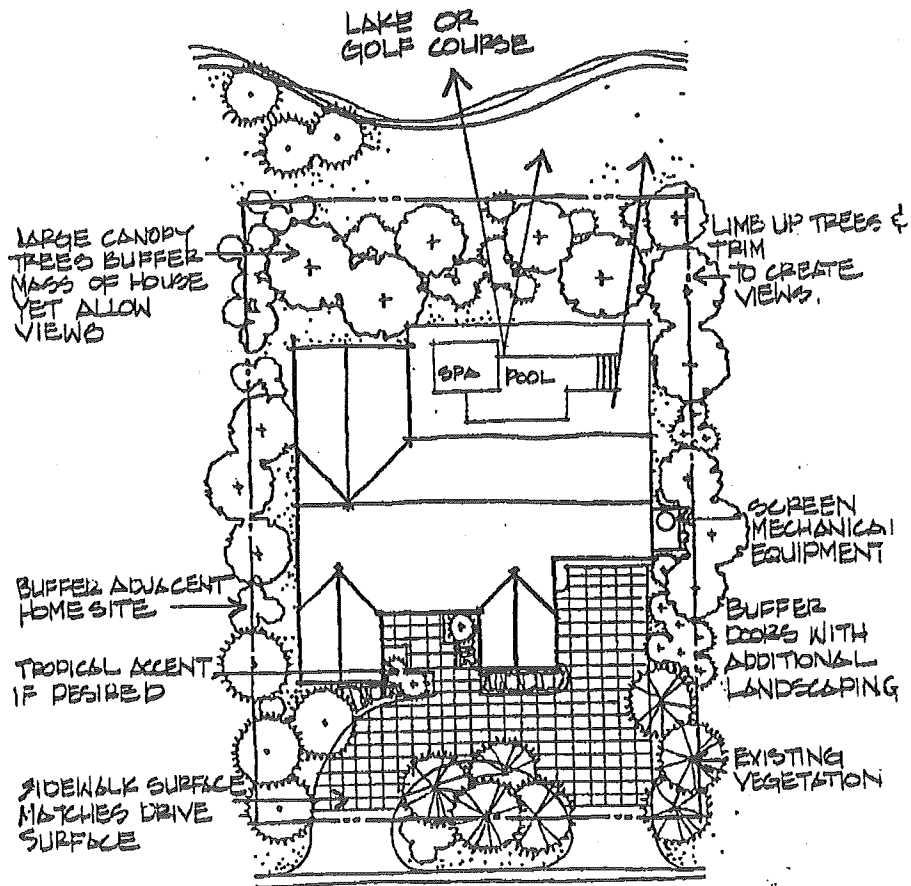 LAKE OR
GOLF COURSE
LARGE CANOPY
TREES BUFFER
MASS OF HOUSE
YET ALLOW
VIEWS
LIMB UP TREES &
TRIM
TO CREATE
VIEWS.
SPA
POOL
SCREEN
MECHANICAL
EQUIPMENT
BUFFER ADJACENT
HOMESITE
BUFFER
DOORS WITH
ADDITIONAL
LANDSCAPING
TROPICAL ACCENT
IF DESIRED
EXISTING
VEGETATION
SIDEWALK SURFACE
MATCHES DRIVE
SURFACE